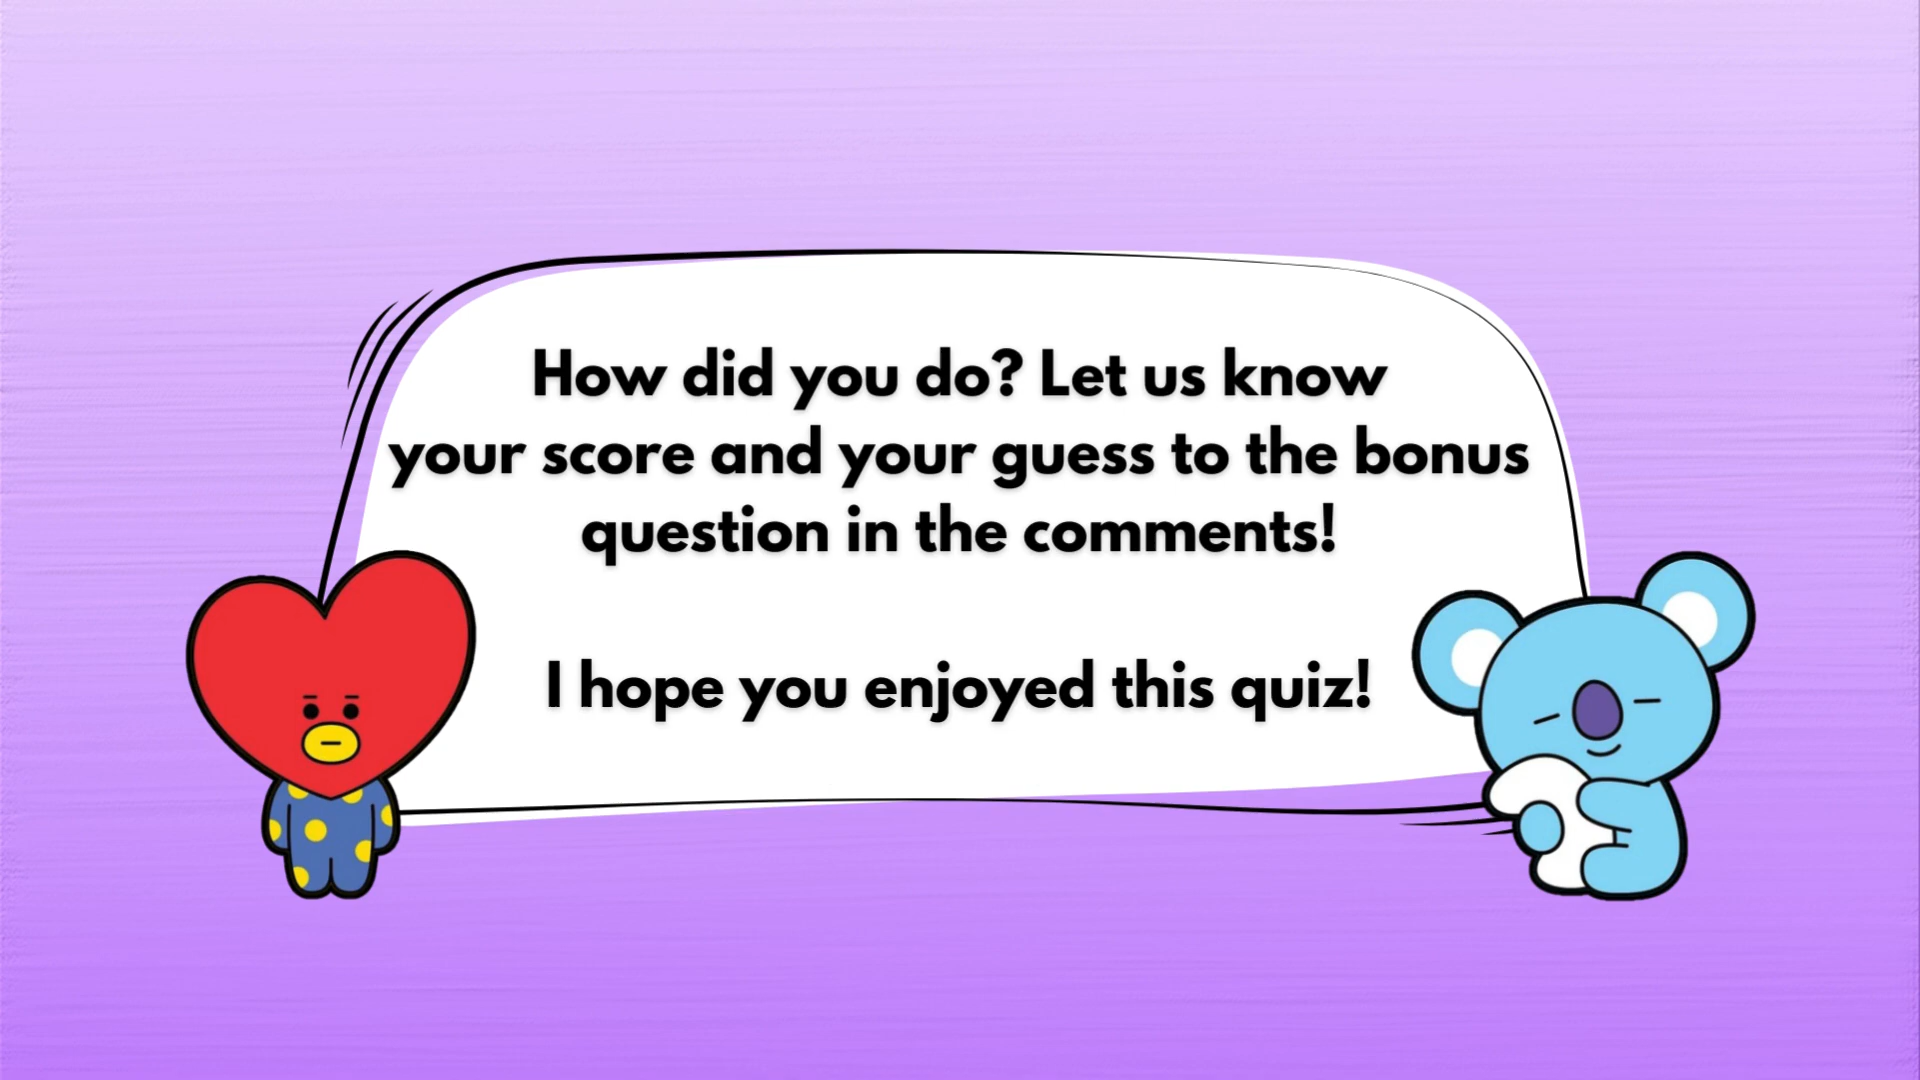 How did you do? Let us know
your score and your guess to the bonus
question in the comments!
I hope you enjoyed this quiz!